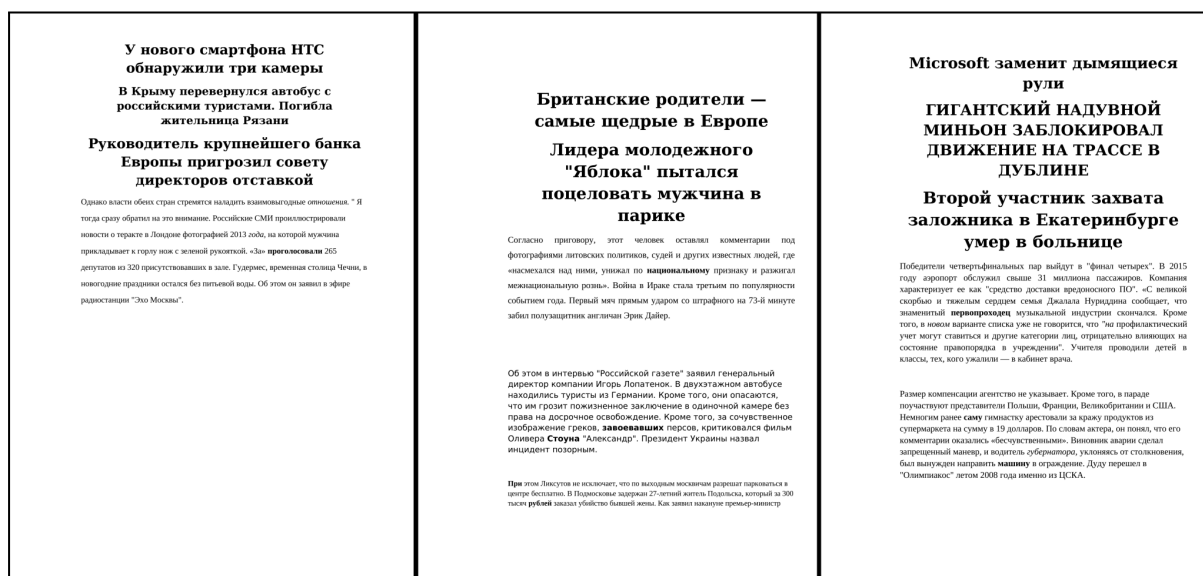 У нового смартфона HTC
обнаружили три камеры
В Крыму перевернулся автобус с
российскими туристами. Погибла
жительница Рязани
Руководитель крупнейшего банка
Европы пригрозил совету
директоров отставкой
Однако власти обеих стран стремятся наладить взаимовыгодные отношения. " Я
тогда сразу обратил на это внимание. Российские СМИ проиллюстрировали
новости о теракте в Лондоне фотографией 2013 года, на которой мужчина
прикладывает к горлу нож с зеленой рукояткой. «За» проголосовали 265
депутатов из 320 присутствовавших в зале. Гудермес, временная столица Чечни, в
новогодние праздники остался без питьевой воды. Об этом он заявил в эфире
радиостанции "Эхо Москвы".
Британские родители —
самые щедрые в Европе
Лидера молодежного
"Яблока" пытался
поцеловать мужчина в
парике
Согласно приговору, этот человек оставлял комментарии под
фотографиями литовских политиков, судей и других известных людей, где
«насмехался над ними, унижал по национальному признаку и разжигал
межнациональную рознь». Война в Ираке стала третьим по популярности
событием года. Первый мяч прямым ударом со штрафного на 73-й минуте
забил полузащитник англичан Эрик Дайер.
Об этом в интервью "Российской газете" заявил генеральный
директор компании Игорь Лопатенок. В двухэтажном автобусе
находились туристы из Германии. Кроме того, они опасаются,
что им грозит пожизненное заключение в одиночной камере без
права на досрочное освобождение. Кроме того, за сочувственное
изображение греков, завоевавших персов, критиковался фильм
Оливера Стоуна "Александр". Президент Украины назвал
инцидент позорным.
При этом Ликсутов не исключает, что по выходным москвичам разрешат парковаться в
центре бесплатно. В Подмосковье задержан 27-летний житель Подольска, который за 300
тысяч рублей заказал убийство бывшей жены. Как заявил накануне премьер-министр
Microsoft заменит дымящиеся
рули
ГИГАНТСКИЙ НАДУВНОЙ
МИНЬОН ЗАБЛОКИРОВАЛ
ДВИЖЕНИЕ НА ТРАССЕ В
ДУБЛИНЕ
Второй участник захвата
заложника в Екатеринбурге
умер в больнице
Победители четвертьфинальных пар выйдут в "финал четырех". В 2015
году аэропорт обслужил свыше 31 миллиона пассажиров. Компания
характеризует ее как "средство доставки вредоносного ПО". «С великой
скорбью и тяжелым сердцем семья Джалала Нуриддина сообщает, что
знаменитый первопроходец музыкальной индустрии скончался. Кроме
того, в новом варианте списка уже не говорится, что "на профилактический
учет могут ставиться и другие категории лиц, отрицательно влияющих на
состояние правопорядка в учреждении". Учителя проводили детей в
классы, тех, кого ужалили — в кабинет врача.
Размер компенсации агентство не указывает. Кроме того, в параде
поучаствуют представители Польши, Франции, Великобритании и США.
Немногим ранее саму гимнастку арестовали за кражу продуктов из
супермаркета на сумму в 19 долларов. По словам актера, он понял, что его
комментарии оказались «бесчувственными». Виновник аварии сделал
запрещенный маневр, и водитель губернатора, уклоняясь от столкновения,
был вынужден направить машину в ограждение. Дуду перешел в
"Олимпиакос" летом 2008 года именно из ЦСКА.